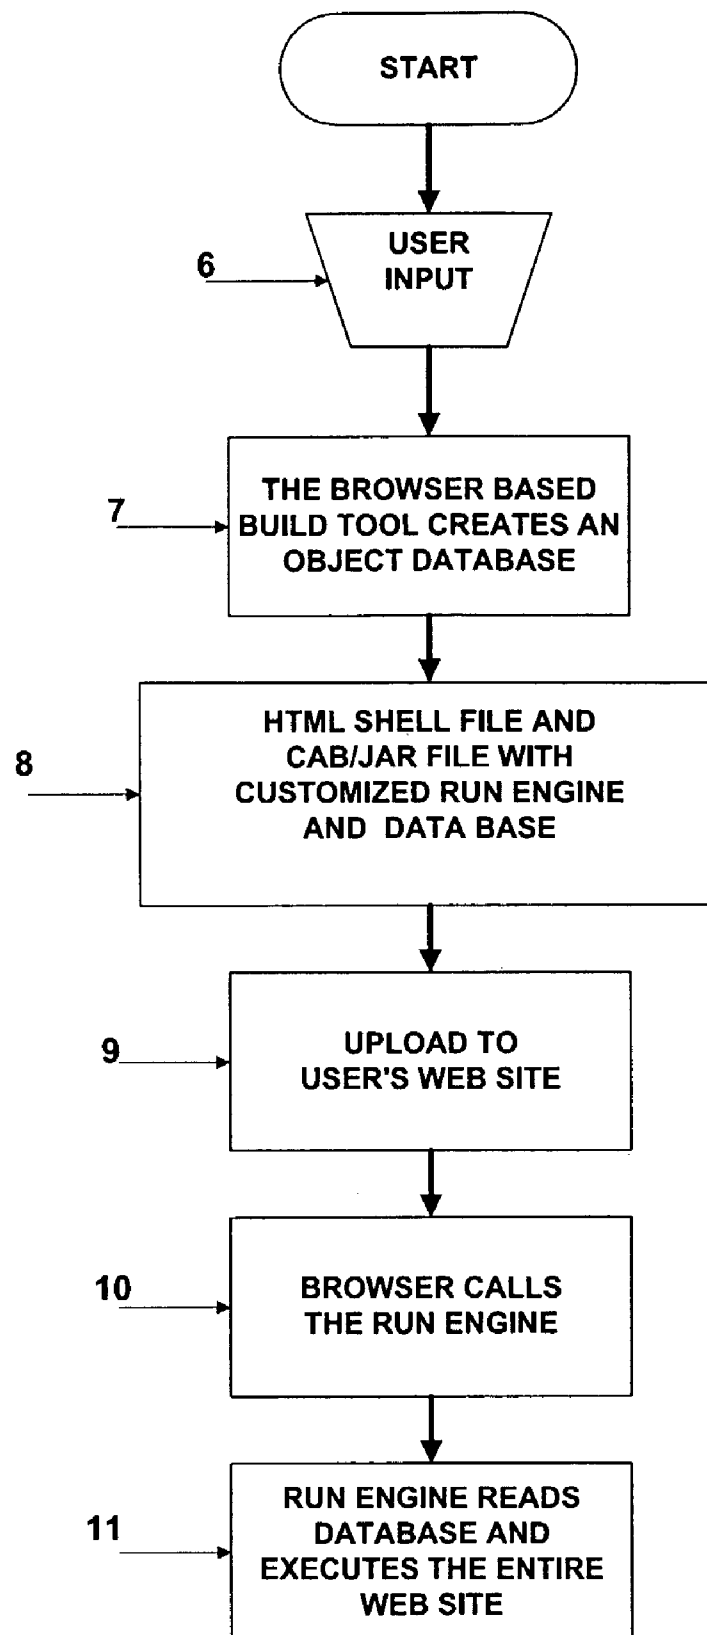 START
6
USER
INPUT
7
THE BROWSER BASED
BUILD TOOL CREATES AN
OBJECT DATABASE
8
HTML SHELL FILE AND
CAB/JAR FILE WITH
CUSTOMIZED RUN ENGINE
AND DATA BASE
9
UPLOAD TO
USER'S WEB SITE
10
BROWSER CALLS
THE RUN ENGINE
11
RUN ENGINE READS
DATABASE AND
EXECUTES THE ENTIRE
WEB SITE